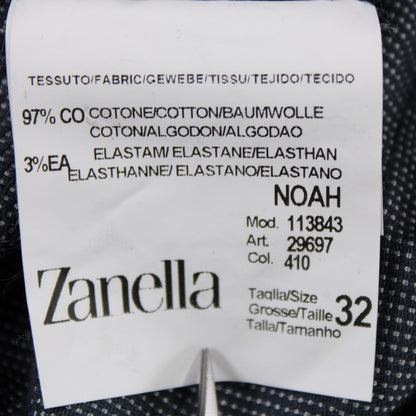 TESSUTO/FABRIC/GEWEBE/TISSU/TEJIDO/TECIDO
97% CO COTONE/COTTON/BAUMWOLLE
COTON/ALGODON/ALGODAO
3%EA ELASTAM/ ELASTANE/ELASTHAN
ELASTHANNE/ ELASTANO/ELASTANO
NOAH
Mod. 113843
Art. 29697
Col. 410
Zanella
Taglia/Size
Grosse/Taille 32
Talla/Tamanho